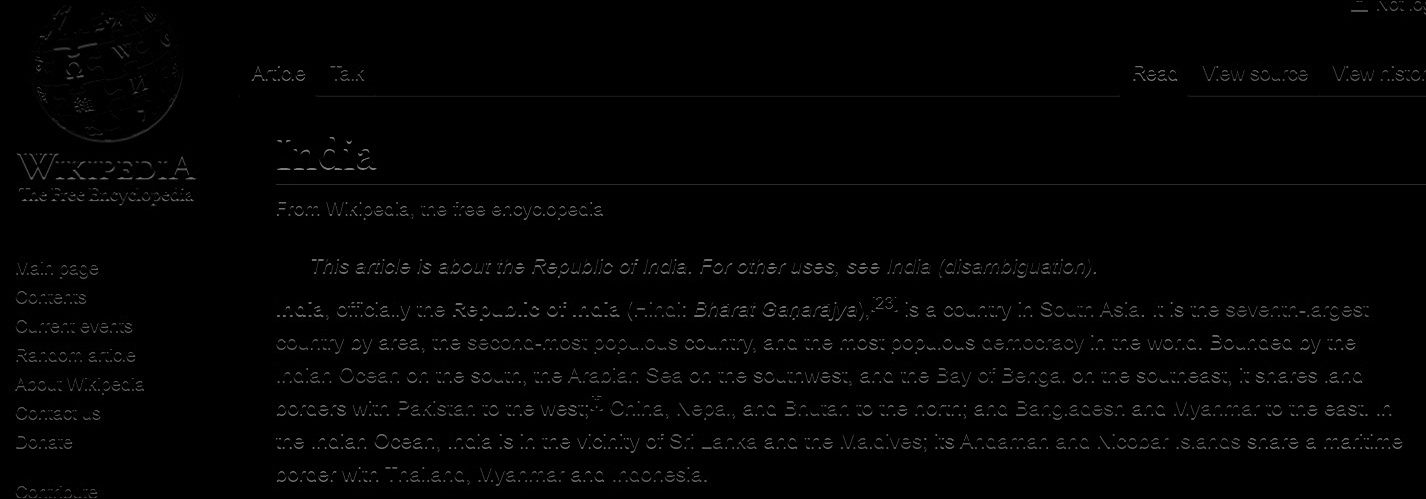 Not log
Article Talk Read View source View histor
WIKIPEDIA
The Free Encyclopedia
India
From Wikipedia, the free encyclopedia
Main page
Contents
Current events
Random article
About Wikipedia
Contact us
Donate
Contribute
This article is about the Republic of India. For other uses, see India (disambiguation).
India, officially the Republic of India (Hindi: Bhārat Gaṇarājya),[23] is a country in South Asia. It is the seventh-largest
country by area, the second-most populous country, and the most populous democracy in the world. Bounded by the
Indian Ocean on the south, the Arabian Sea on the southwest, and the Bay of Bengal on the southeast, it shares land
borders with Pakistan to the west; China, Nepal, and Bhutan to the north; and Bangladesh and Myanmar to the east. In
the Indian Ocean, India is in the vicinity of Sri Lanka and the Maldives; its Andaman and Nicobar Islands share a maritime
border with Thailand, Myanmar and Indonesia.